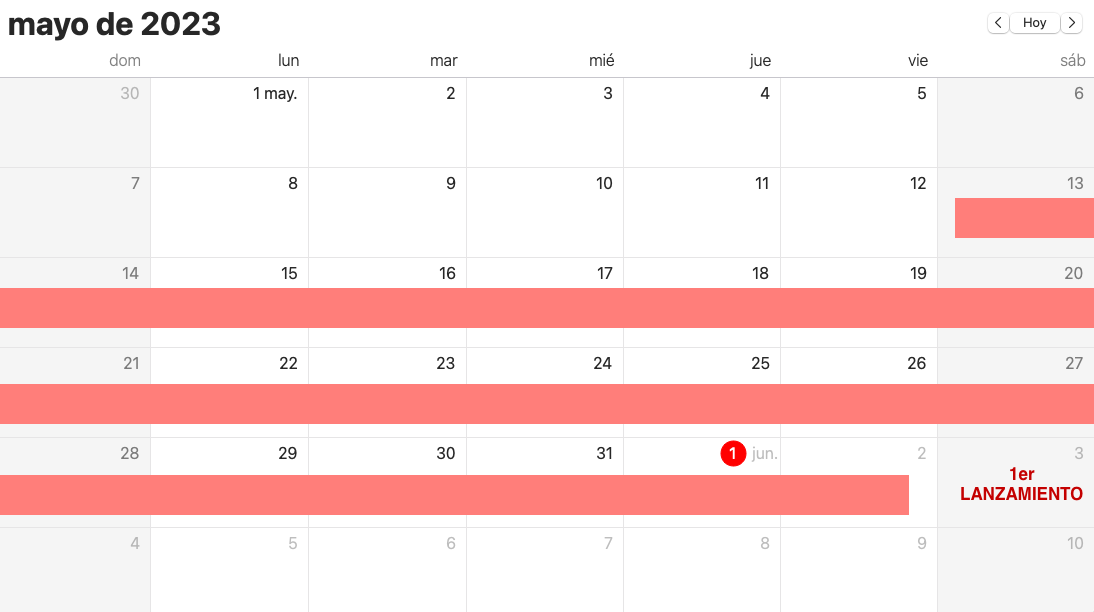 mayo de 2023
Hoy
dom lun mar mié jue vie sáb
30 1 may. 2 3 4 5 6
7 8 9 10 11 12 13
14 15 16 17 18 19 20
21 22 23 24 25 26 27
28 29 30 31 1 jun. 2 3
1er
LANZAMIENTO
4 5 6 7 8 9 10